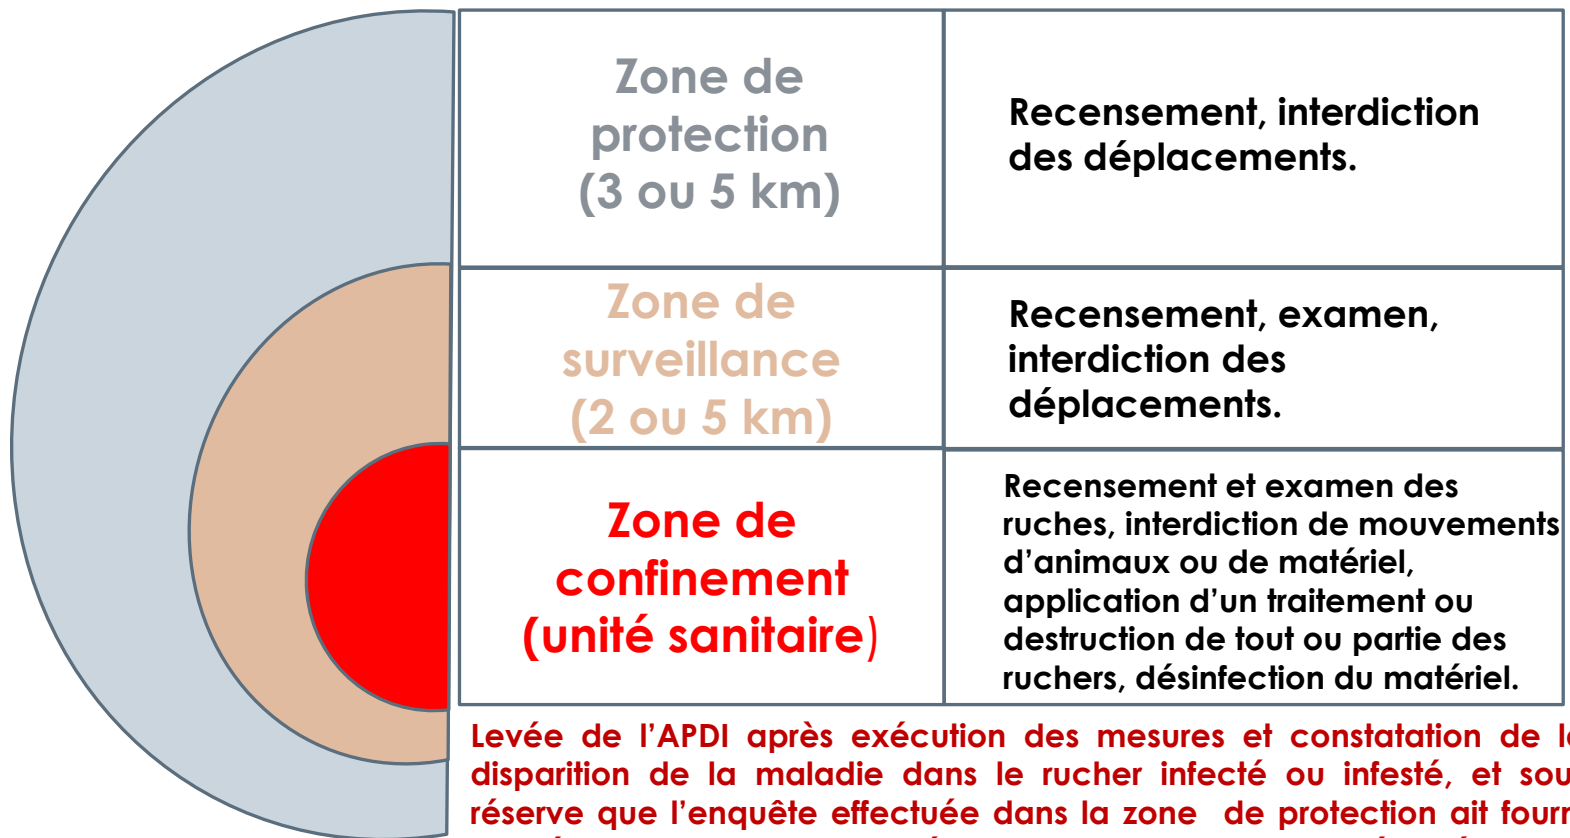 Zone de
protection
(3 ou 5 km)
Recensement, interdiction
des déplacements.
Zone de
surveillance
(2 ou 5 km)
Recensement, examen,
interdiction des
déplacements.
Zone de
confinement
(unité sanitaire)
Recensement et examen des
ruches, interdiction de mouvements
d’animaux ou de matériel,
application d’un traitement ou
destruction de tout ou partie des
ruchers, désinfection du matériel.
Levée de l’APDI après exécution des mesures et constatation de
disparition de la maladie dans le rucher infecté ou infesté, et
réserve que l’enquête effectuée dans la zone de protection ait